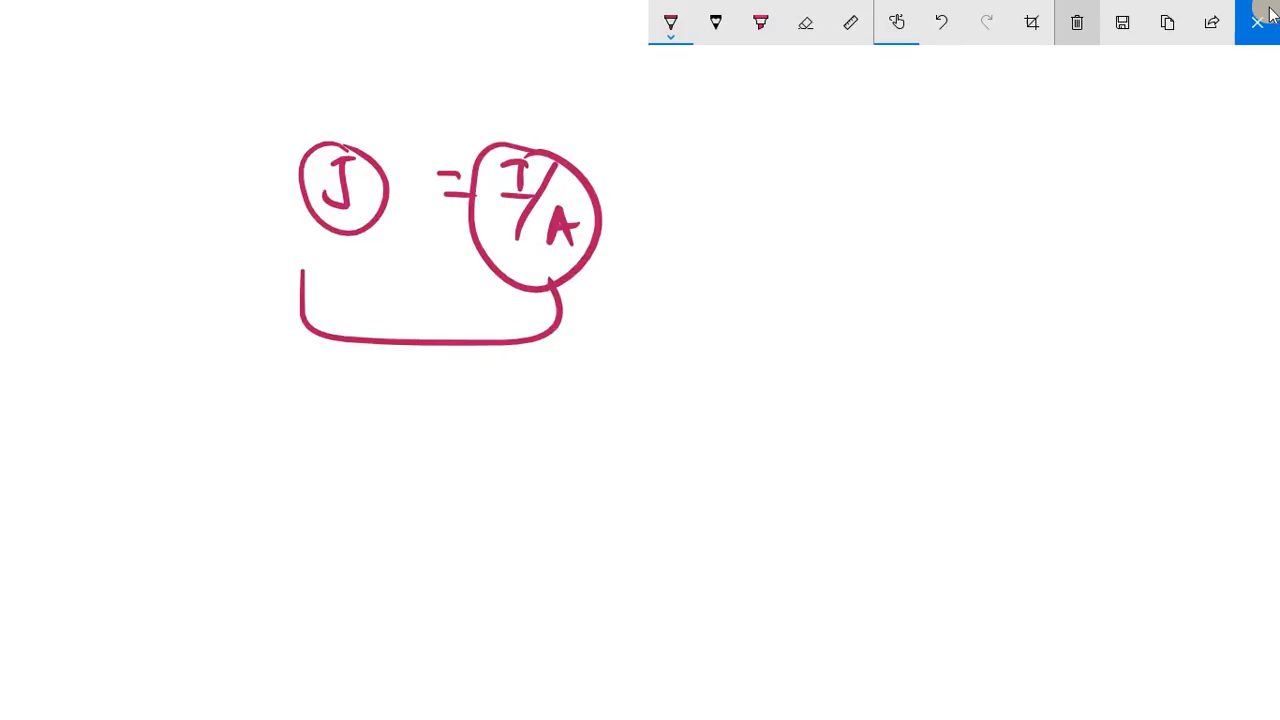 J = I/A